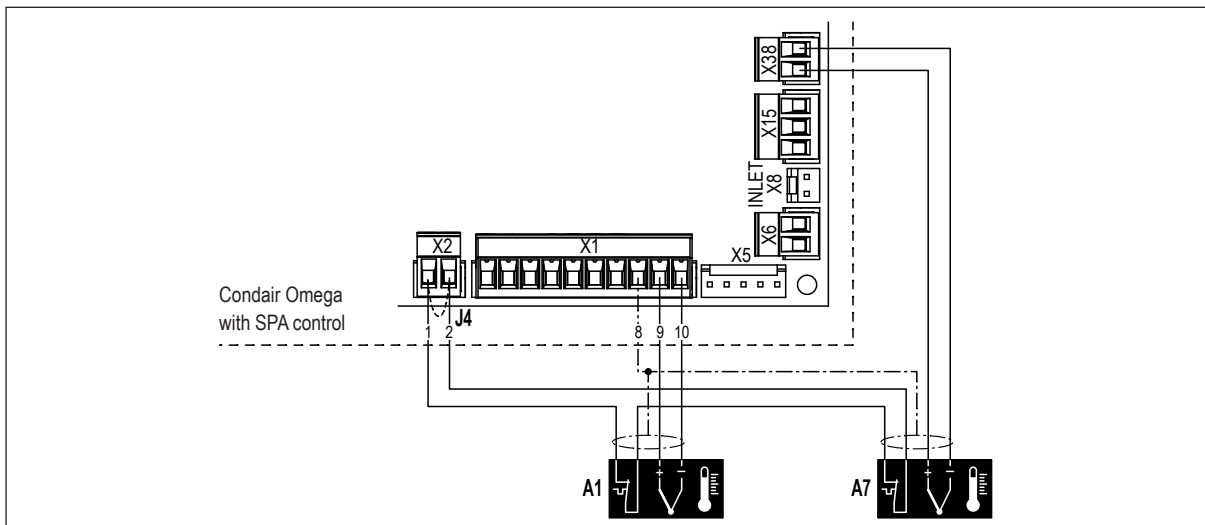 X38
X15
INLET
X8
X6
X2
X1
X5
Condair Omega
with SPA control
J4
1 2 8 9 10
+ −
+ −
A1
A7